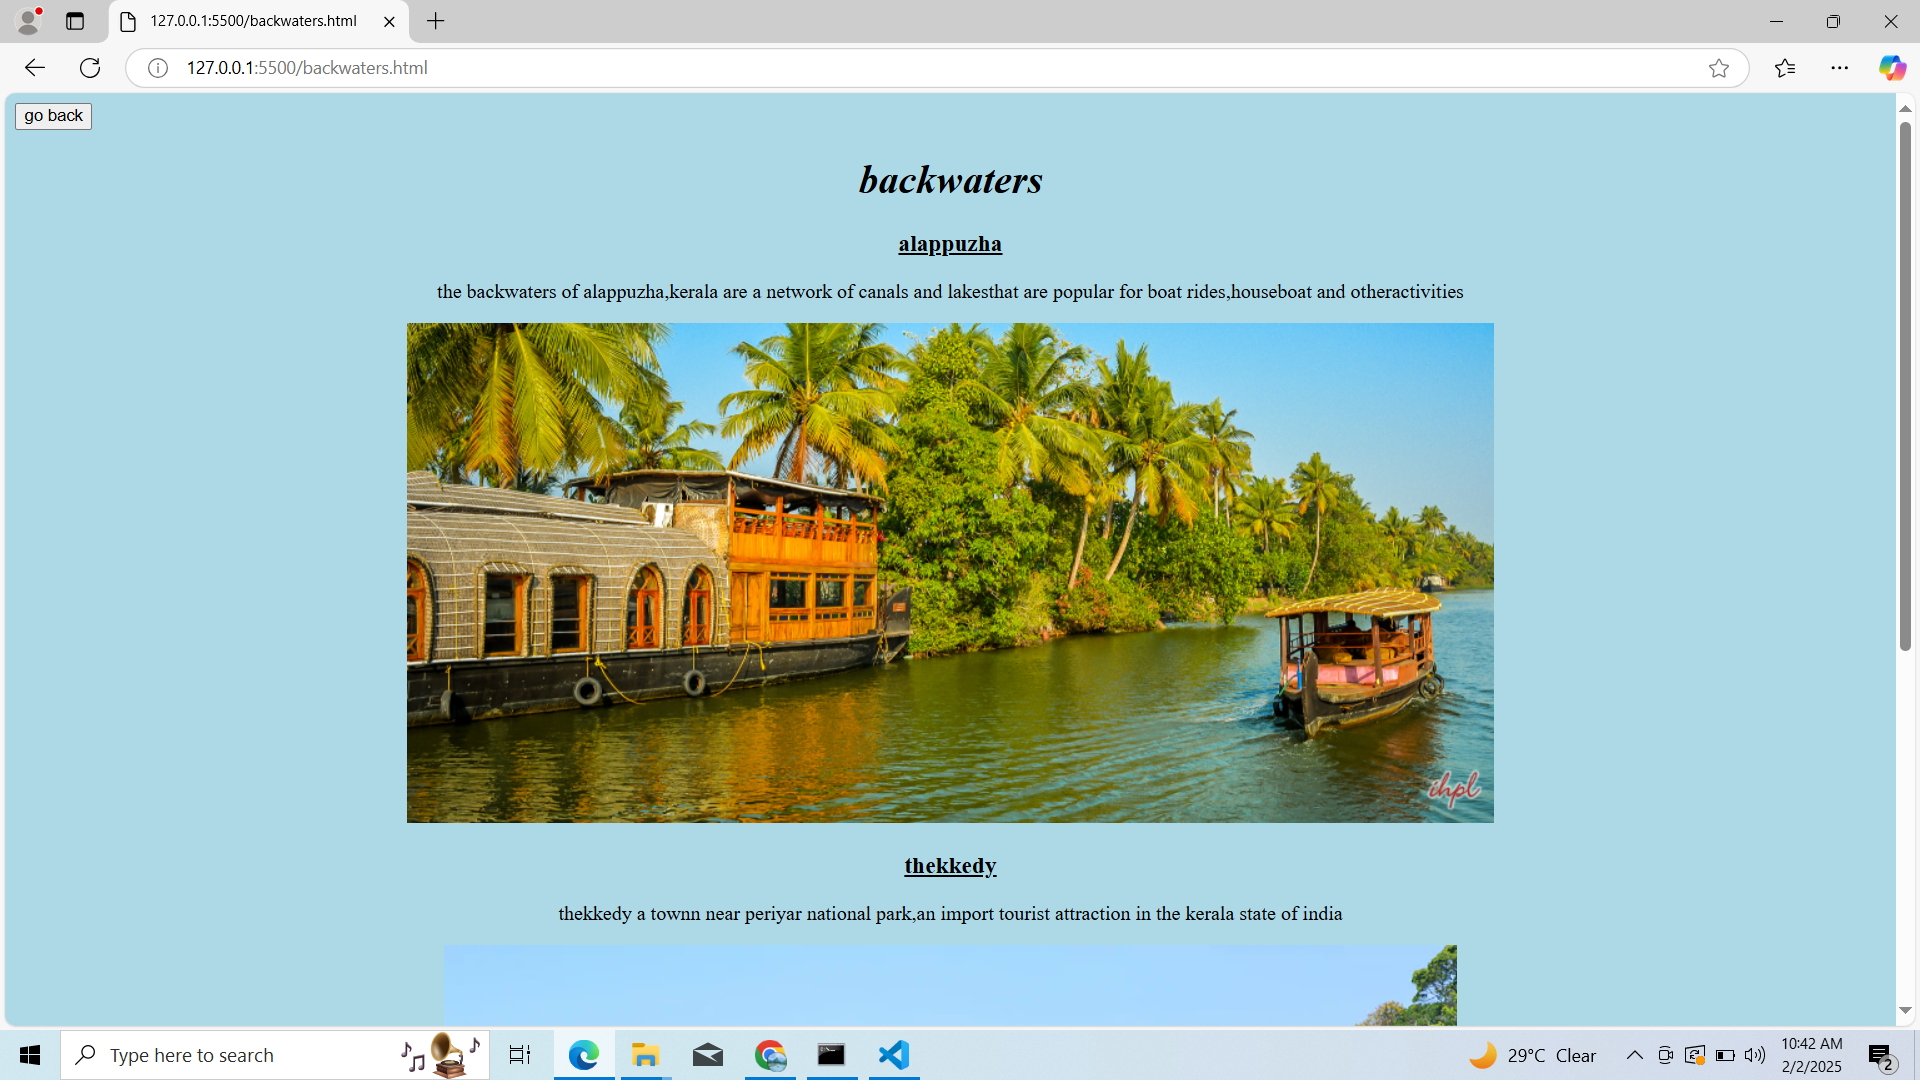 127.0.0.1:5500/backwaters.html
127.0.0.1:5500/backwaters.html
go back
backwaters
alappuzha
the backwaters of alappuzha,kerala are a network of canals and lakesthat are popular for boat rides,houseboat and otheractivities
ihpl
thekkedy
thekkedy a townn near periyar national park,an import tourist attraction in the kerala state of india
Type here to search
29°C Clear
10:42 AM
2/2/2025
2